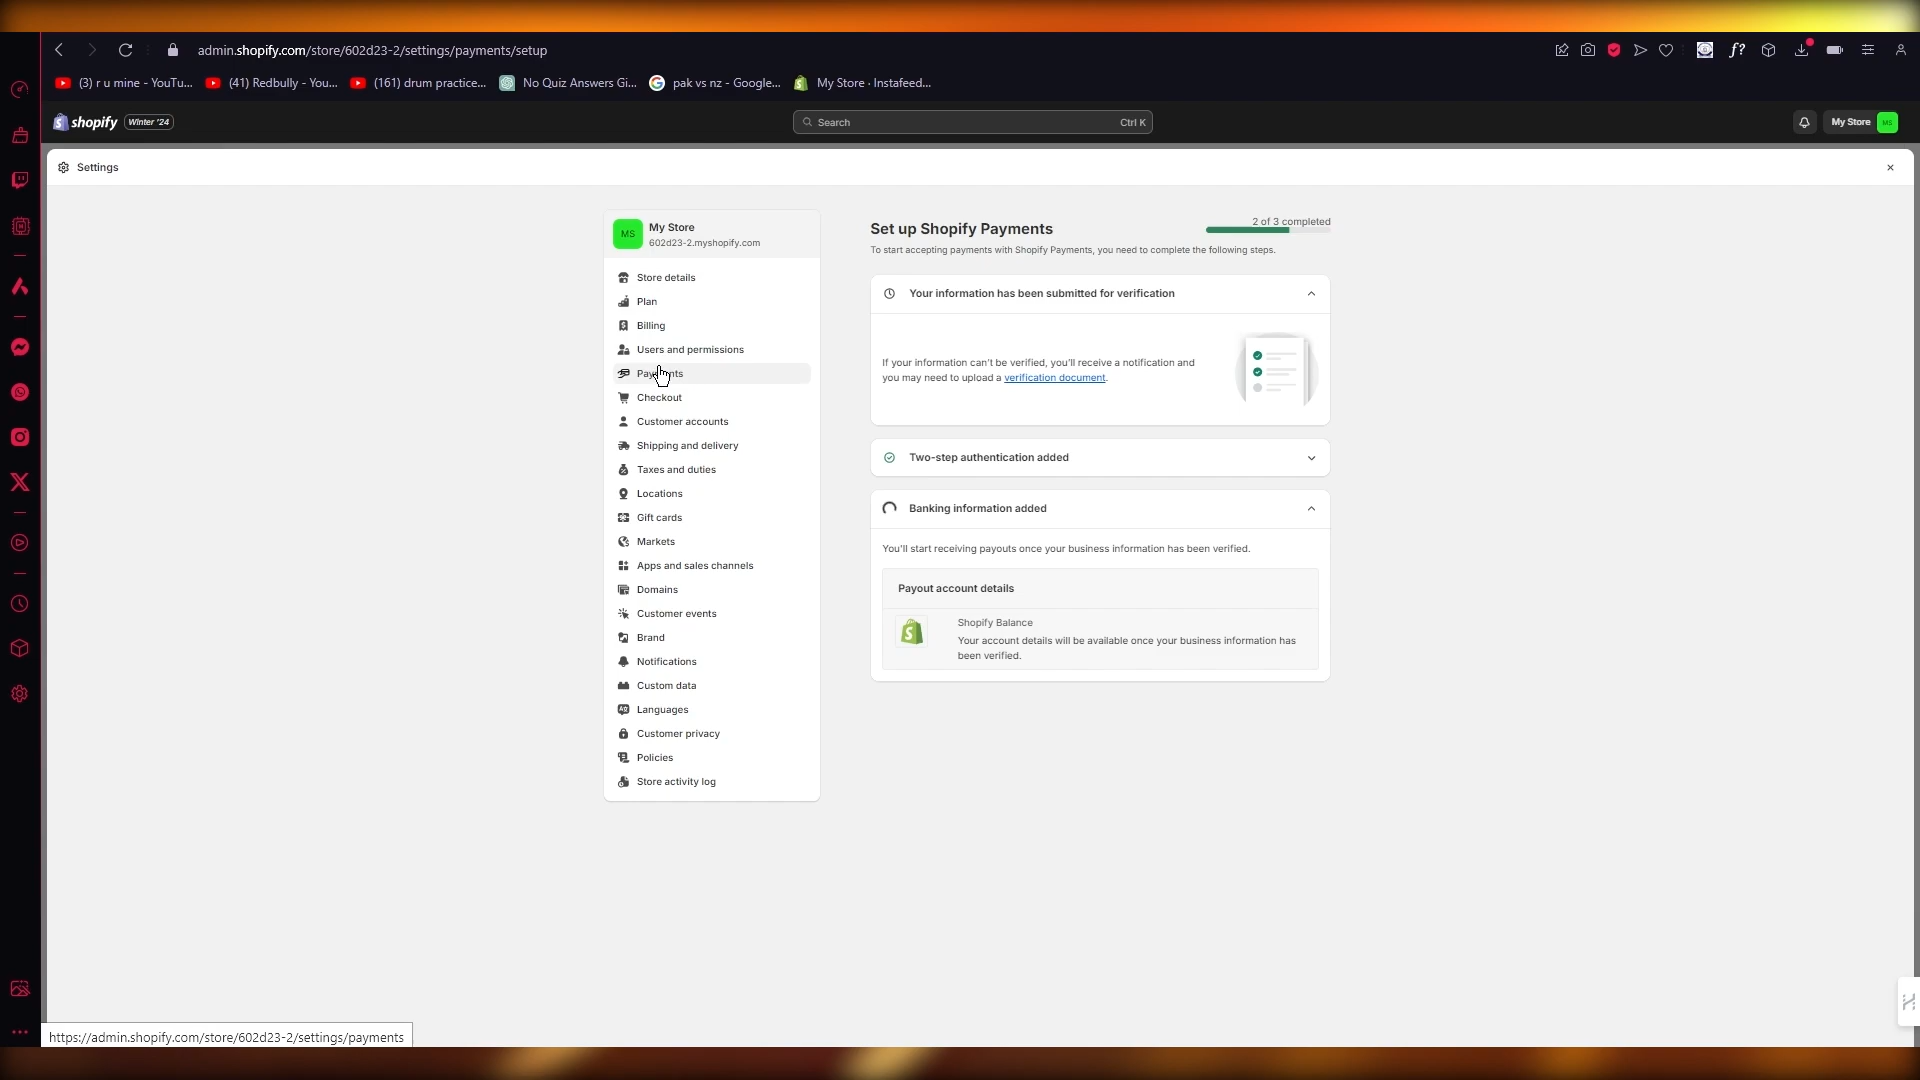 admin.shopify.com/store/602d23-2/settings/payments/setup
(3) r u mine - YouTu...
(41) Redbully - You...
(161) drum practice...
No Quiz Answers Gi...
pak vs nz - Google...
My Store · Instafeed...
shopify
Winter '24
Search
Ctrl K
My Store
MS
Settings
MS
My Store
602d23-2.myshopify.com
Store details
Plan
Billing
Users and permissions
Payments
Checkout
Customer accounts
Shipping and delivery
Taxes and duties
Locations
Gift cards
Markets
Apps and sales channels
Domains
Customer events
Brand
Notifications
Custom data
Languages
Customer privacy
Policies
Store activity log
Set up Shopify Payments
2 of 3 completed
To start accepting payments with Shopify Payments, you need to complete the following steps.
Your information has been submitted for verification
If your information can't be verified, you'll receive a notification and
you may need to upload a verification document.
Two-step authentication added
Banking information added
You'll start receiving payouts once your business information has been verified.
Payout account details
Shopify Balance
Your account details will be available once your business information has
been verified.
https://admin.shopify.com/store/602d23-2/settings/payments